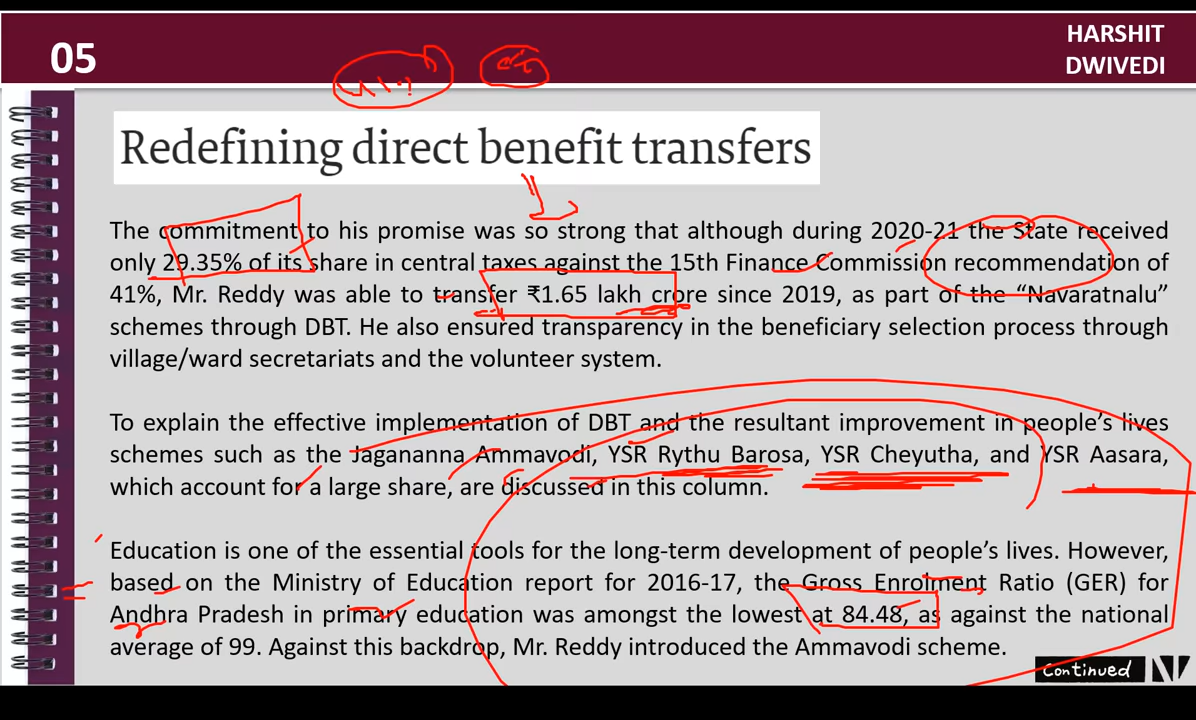 05
HARSHIT
DWIVEDI
Redefining direct benefit transfers
The commitment to his promise was so strong that although during 2020-21 the State received
only 29.35% of its share in central taxes against the 15th Finance Commission recommendation of
41%, Mr. Reddy was able to transfer ₹1.65 lakh crore since 2019, as part of the “Navaratnalu”
schemes through DBT. He also ensured transparency in the beneficiary selection process through
village/ward secretariats and the volunteer system.
To explain the effective implementation of DBT and the resultant improvement in people’s lives
schemes such as the Jagananna Ammavodi, YSR Rythu Barosa, YSR Cheyutha, and YSR Aasara,
which account for a large share, are discussed in this column.
Education is one of the essential tools for the long-term development of people’s lives. However,
based on the Ministry of Education report for 2016-17, the Gross Enrolment Ratio (GER) for
Andhra Pradesh in primary education was amongst the lowest at 84.48, as against the national
average of 99. Against this backdrop, Mr. Reddy introduced the Ammavodi scheme.
Continued